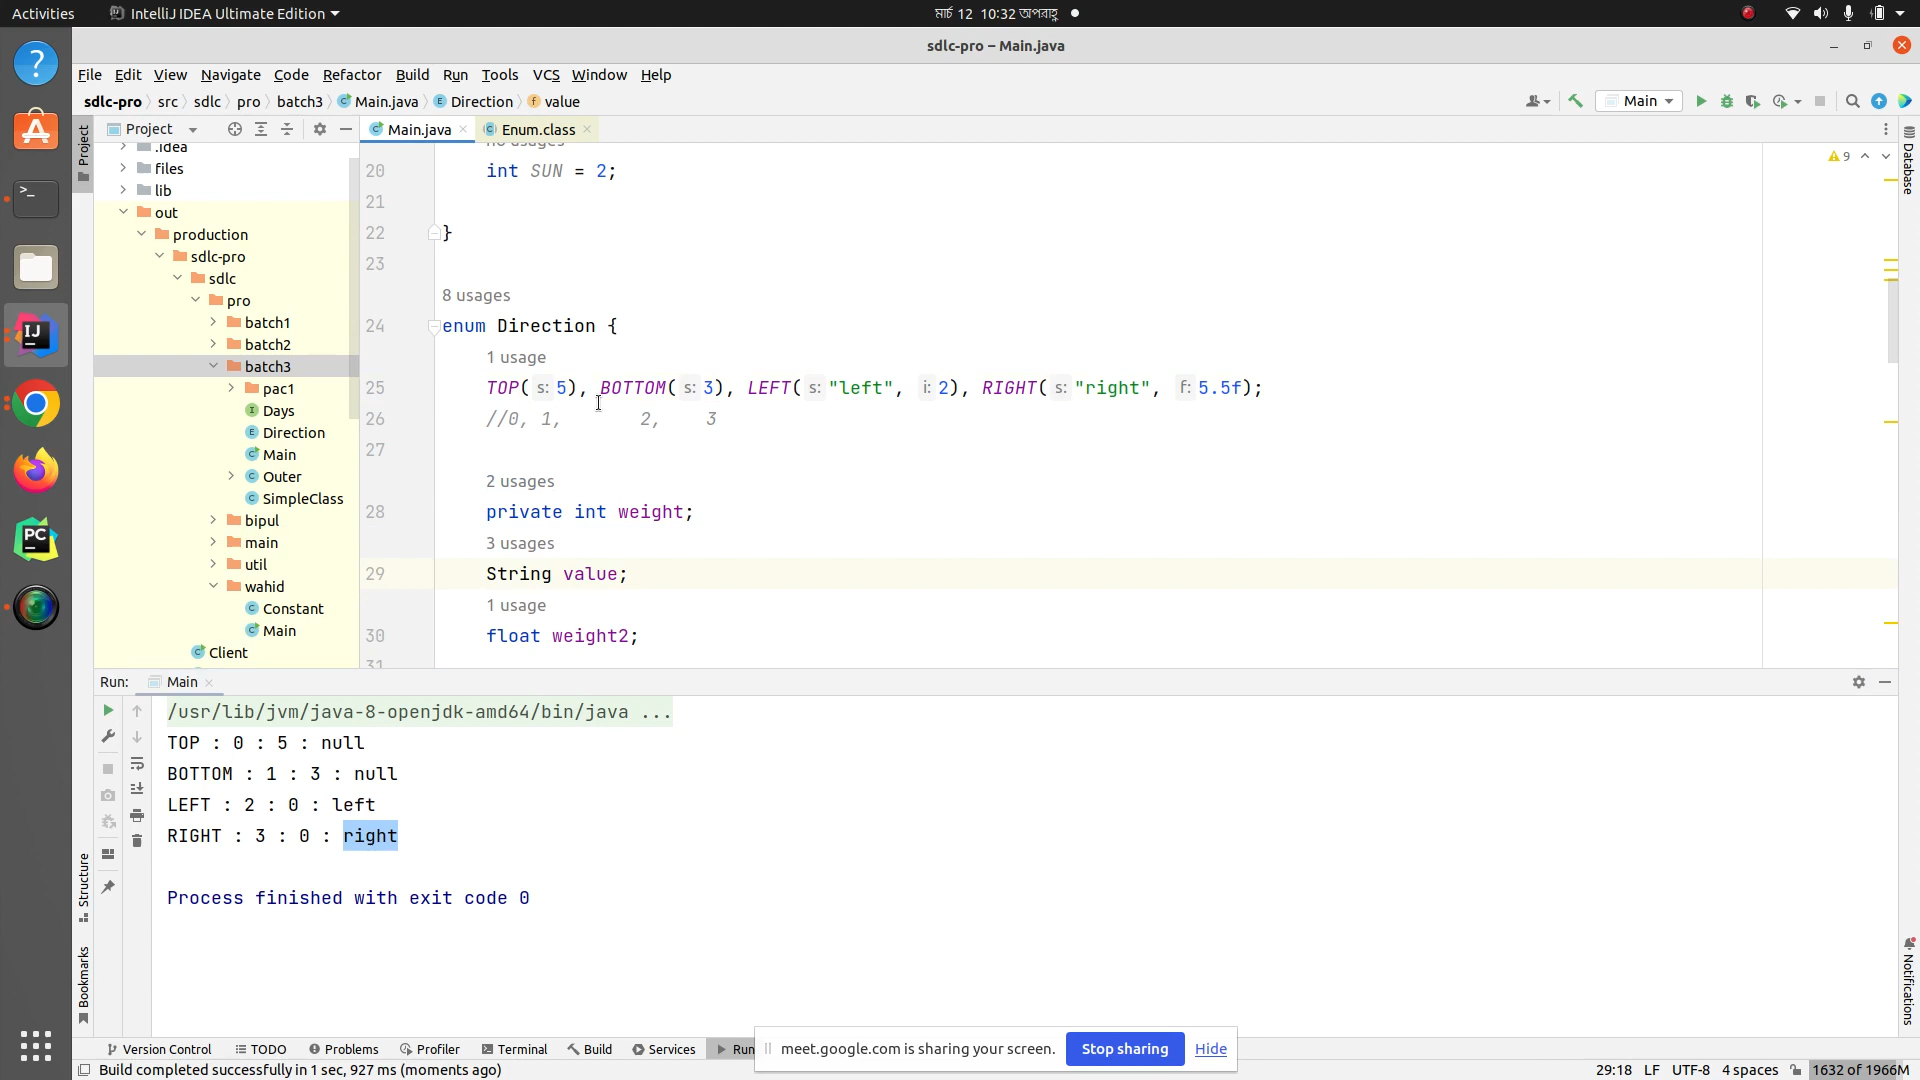 Activities IntelliJ IDEA Ultimate Edition মার্চ 12 10:32 অপরাহ্ণ
sdlc-pro – Main.java
File Edit View Navigate Code Refactor Build Run Tools VCS Window Help
sdlc-pro src sdlc pro batch3 Main.java Direction value Main
Project Main.java Enum.class
.idea
files
lib
out
production
sdlc-pro
sdlc
pro
batch1
batch2
batch3
pac1
Days
Direction
Main
Outer
SimpleClass
bipul
main
util
wahid
Constant
Main
Client
no usages
20 int SUN = 2;
21
22 }
23
8 usages
24 enum Direction {
1 usage
25 TOP( s: 5), BOTTOM( s: 3), LEFT( s: "left", i: 2), RIGHT( s: "right", f: 5.5f);
26 //0, 1, 2, 3
27
2 usages
28 private int weight;
3 usages
29 String value;
1 usage
30 float weight2;
31
9
Project
Structure
Bookmarks
Database
Notifications
Run: Main
/usr/lib/jvm/java-8-openjdk-amd64/bin/java ...
TOP : 0 : 5 : null
BOTTOM : 1 : 3 : null
LEFT : 2 : 0 : left
RIGHT : 3 : 0 : right
Process finished with exit code 0
Version Control TODO Problems Profiler Terminal Build Services Run
meet.google.com is sharing your screen. Stop sharing Hide
Build completed successfully in 1 sec, 927 ms (moments ago) 29:18 LF UTF-8 4 spaces 1632 of 1966M